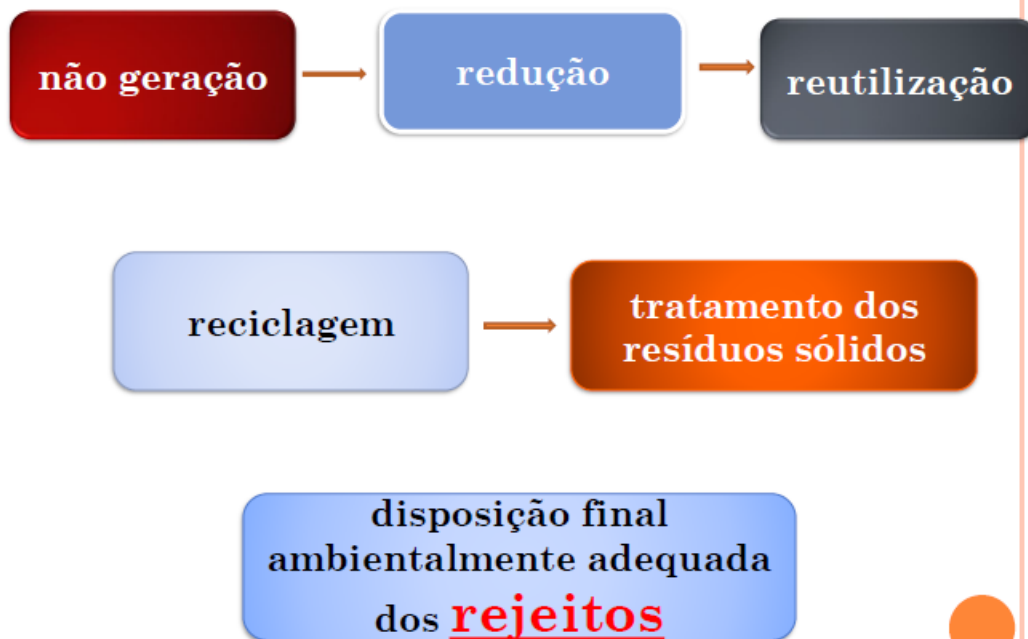 não geração
redução
reutilização
reciclagem
tratamento dos
resíduos sólidos
disposição final
ambientalmente adequada
dos rejeitos